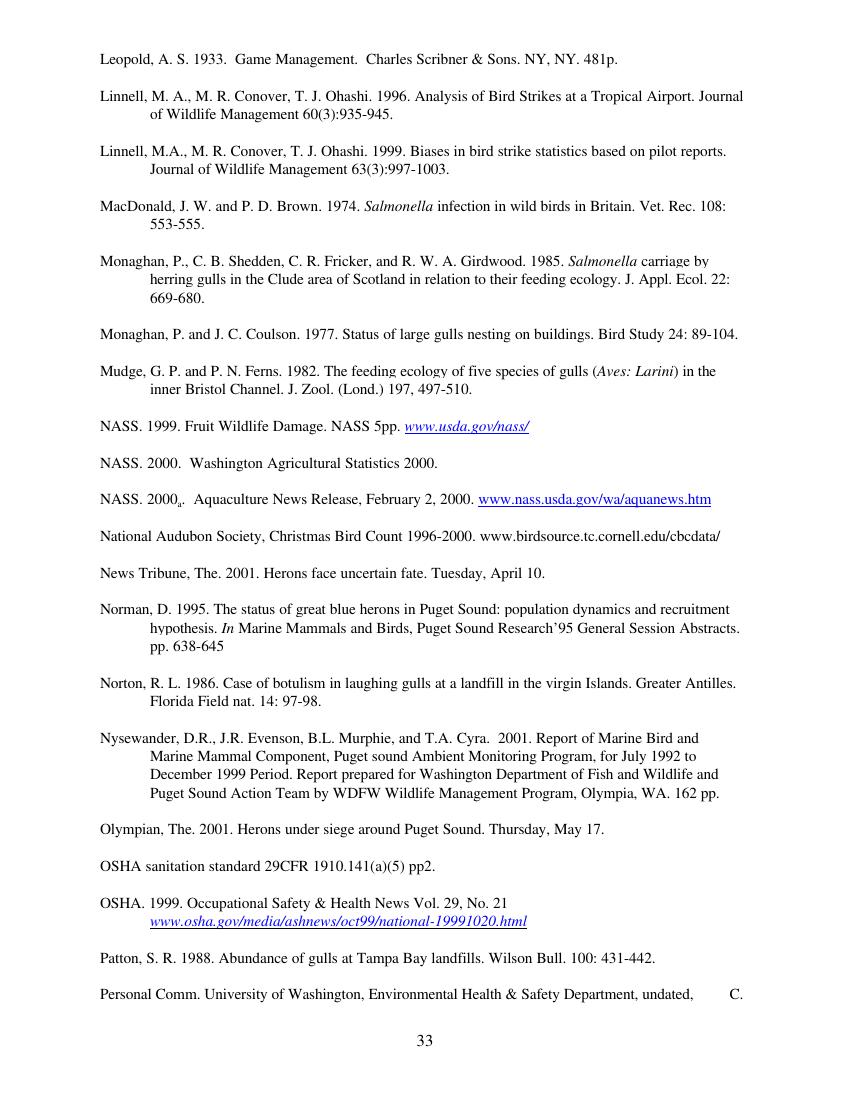 Leopold, A. S. 1933.  Game Management.  Charles Scribner & Sons. NY, NY. 481p.
Linnell, M. A., M. R. Conover, T. J. Ohashi. 1996. Analysis of Bird Strikes at a Tropical Airport. Journal
of Wildlife Management 60(3):935-945.
Linnell, M.A., M. R. Conover, T. J. Ohashi. 1999. Biases in bird strike statistics based on pilot reports.
Journal of Wildlife Management 63(3):997-1003.
MacDonald, J. W. and P. D. Brown. 1974. Salmonella infection in wild birds in Britain. Vet. Rec. 108:
553-555.
Monaghan, P., C. B. Shedden, C. R. Fricker, and R. W. A. Girdwood. 1985. Salmonella carriage by
herring gulls in the Clude area of Scotland in relation to their feeding ecology. J. Appl. Ecol. 22:
669-680.
Monaghan, P. and J. C. Coulson. 1977. Status of large gulls nesting on buildings. Bird Study 24: 89-104.
Mudge, G. P. and P. N. Ferns. 1982. The feeding ecology of five species of gulls (Aves: Larini) in the
inner Bristol Channel. J. Zool. (Lond.) 197, 497-510.
NASS. 1999. Fruit Wildlife Damage. NASS 5pp. www.usda.gov/nass/
NASS. 2000.  Washington Agricultural Statistics 2000.
NASS. 2000a.  Aquaculture News Release, February 2, 2000. www.nass.usda.gov/wa/aquanews.htm
National Audubon Society, Christmas Bird Count 1996-2000. www.birdsource.tc.cornell.edu/cbcdata/
News Tribune, The. 2001. Herons face uncertain fate. Tuesday, April 10.
Norman, D. 1995. The status of great blue herons in Puget Sound: population dynamics and recruitment
hypothesis. In Marine Mammals and Birds, Puget Sound Research'95 General Session Abstracts.
pp. 638-645
Norton, R. L. 1986. Case of botulism in laughing gulls at a landfill in the virgin Islands. Greater Antilles.
Florida Field nat. 14: 97-98.
Nysewander, D.R., J.R. Evenson, B.L. Murphie, and T.A. Cyra.  2001. Report of Marine Bird and
Marine Mammal Component, Puget sound Ambient Monitoring Program, for July 1992 to
December 1999 Period. Report prepared for Washington Department of Fish and Wildlife and
Puget Sound Action Team by WDFW Wildlife Management Program, Olympia, WA. 162 pp.
Olympian, The. 2001. Herons under siege around Puget Sound. Thursday, May 17.
OSHA sanitation standard 29CFR 1910.141(a)(5) pp2.
OSHA. 1999. Occupational Safety & Health News Vol. 29, No. 21
www.osha.gov/media/ashnews/oct99/national-19991020.html
Patton, S. R. 1988. Abundance of gulls at Tampa Bay landfills. Wilson Bull. 100: 431-442.
Personal Comm. University of Washington, Environmental Health & Safety Department, undated, C.
33